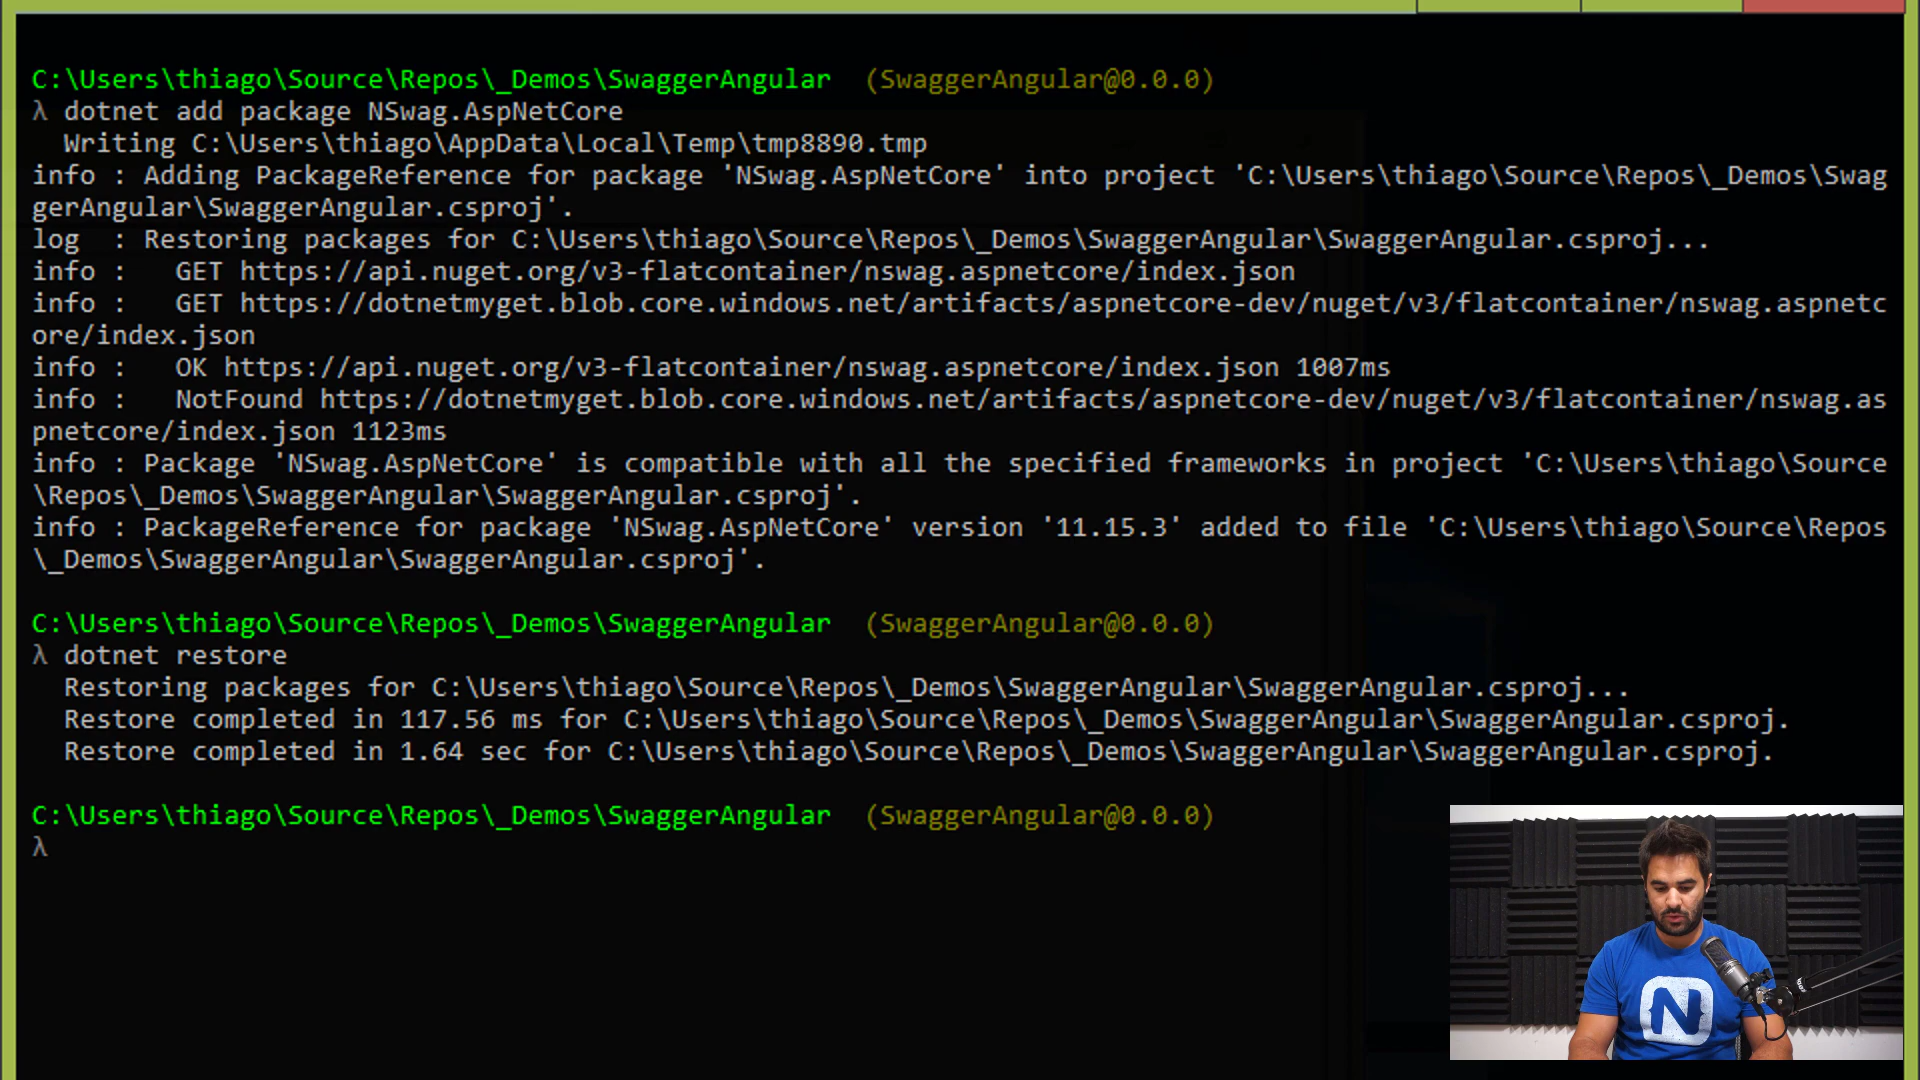 C:\Users\thiago\Source\Repos\_Demos\SwaggerAngular  (SwaggerAngular@0.0.0)
λ dotnet add package NSwag.AspNetCore
  Writing C:\Users\thiago\AppData\Local\Temp\tmp8890.tmp
info : Adding PackageReference for package 'NSwag.AspNetCore' into project 'C:\Users\thiago\Source\Repos\_Demos\Swag
gerAngular\SwaggerAngular.csproj'.
log  : Restoring packages for C:\Users\thiago\Source\Repos\_Demos\SwaggerAngular\SwaggerAngular.csproj...
info :   GET https://api.nuget.org/v3-flatcontainer/nswag.aspnetcore/index.json
info :   GET https://dotnetmyget.blob.core.windows.net/artifacts/aspnetcore-dev/nuget/v3/flatcontainer/nswag.aspnetc
ore/index.json
info :   OK https://api.nuget.org/v3-flatcontainer/nswag.aspnetcore/index.json 1007ms
info :   NotFound https://dotnetmyget.blob.core.windows.net/artifacts/aspnetcore-dev/nuget/v3/flatcontainer/nswag.as
pnetcore/index.json 1123ms
info : Package 'NSwag.AspNetCore' is compatible with all the specified frameworks in project 'C:\Users\thiago\Source
\Repos\_Demos\SwaggerAngular\SwaggerAngular.csproj'.
info : PackageReference for package 'NSwag.AspNetCore' version '11.15.3' added to file 'C:\Users\thiago\Source\Repos
\_Demos\SwaggerAngular\SwaggerAngular.csproj'.
C:\Users\thiago\Source\Repos\_Demos\SwaggerAngular  (SwaggerAngular@0.0.0)
λ dotnet restore
  Restoring packages for C:\Users\thiago\Source\Repos\_Demos\SwaggerAngular\SwaggerAngular.csproj...
  Restore completed in 117.56 ms for C:\Users\thiago\Source\Repos\_Demos\SwaggerAngular\SwaggerAngular.csproj.
  Restore completed in 1.64 sec for C:\Users\thiago\Source\Repos\_Demos\SwaggerAngular\SwaggerAngular.csproj.
C:\Users\thiago\Source\Repos\_Demos\SwaggerAngular  (SwaggerAngular@0.0.0)
λ
N